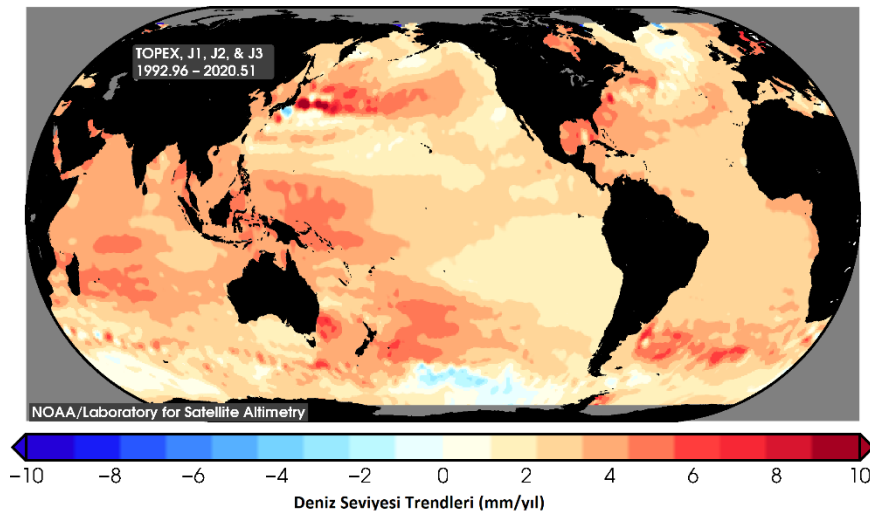 TOPEX, J1, J2, & J3
1992.96 – 2020.51
NOAA/Laboratory for Satellite Altimetry
−10 −8 −6 −4 −2 0 2 4 6 8 10
Deniz Seviyesi Trendleri (mm/yıl)